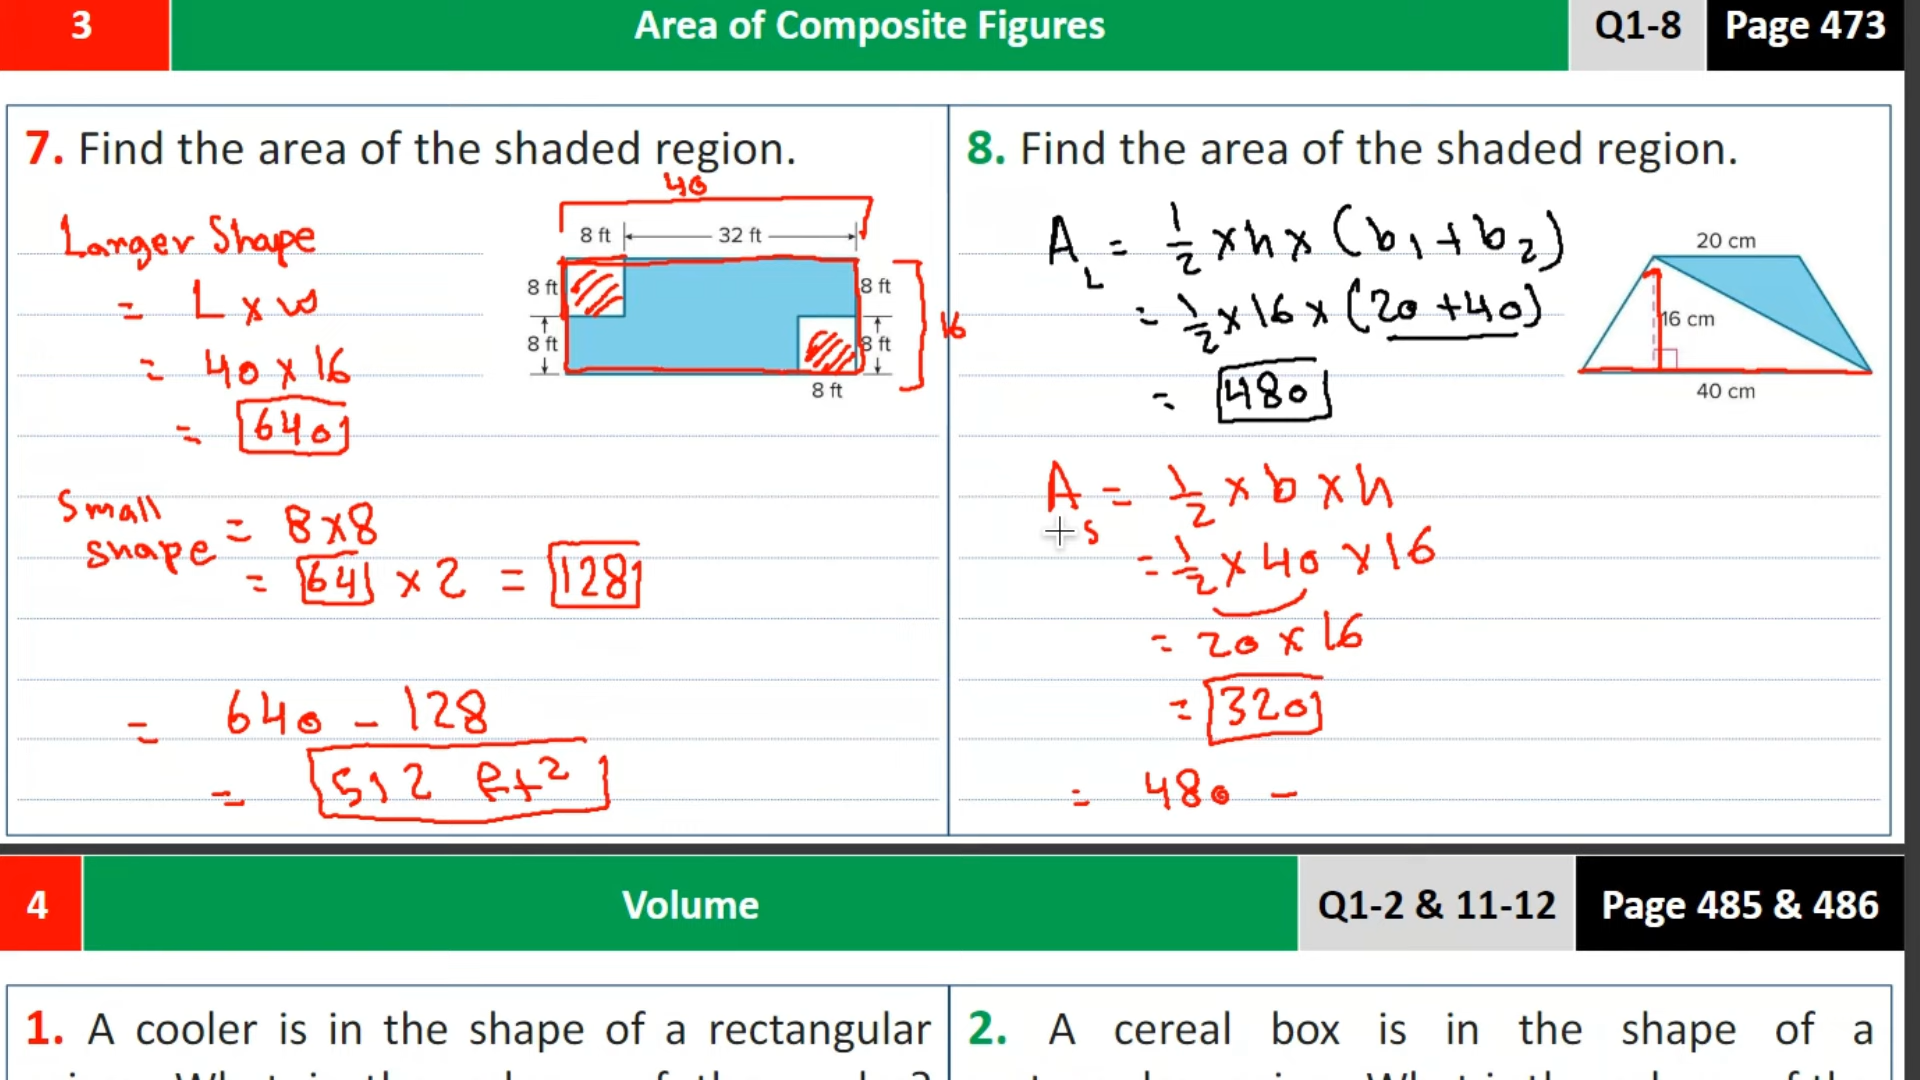 3 Area of Composite Figures Q1-8 Page 473
7. Find the area of the shaded region.
40
8 ft 32 ft
8 ft 8 ft
16
8 ft 8 ft
8 ft
Larger Shape
= L x w
= 40 x 16
= 640
Small shape = 8x8
= 64 x 2 = 128
= 640 - 128
= 512 ft²
8. Find the area of the shaded region.
20 cm
16 cm
40 cm
A_L = 1/2 x h x (b1 + b2)
= 1/2 x 16 x (20 + 40)
= 480
A_s = 1/2 x b x h
= 1/2 x 40 x 16
= 20 x 16
= 320
= 480 -
4 Volume Q1-2 & 11-12 Page 485 & 486
1. A cooler is in the shape of a rectangular
2. A cereal box is in the shape of a